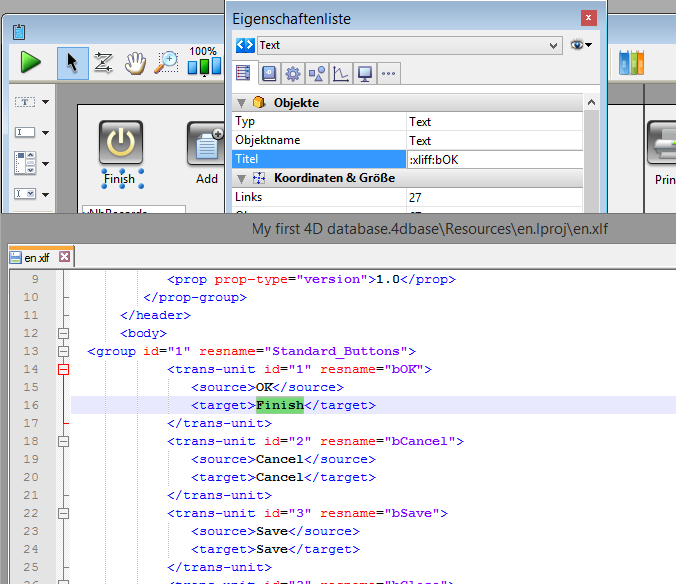 Eigenschaftenliste
Text
100%
Objekte
Typ Text
Objektname Text
Titel :xliff:bOK
Koordinaten & Größe
Links 27
Finish
Add
Prin
My first 4D database.4dbase\Resources\en.lproj\en.xlf
en.xlf
9 <prop prop-type="version">1.0</prop>
10 </prop-group>
11 </header>
12 <body>
13 <group id="1" resname="Standard_Buttons">
14 <trans-unit id="1" resname="bOK">
15 <source>OK</source>
16 <target>Finish</target>
17 </trans-unit>
18 <trans-unit id="2" resname="bCancel">
19 <source>Cancel</source>
20 <target>Cancel</target>
21 </trans-unit>
22 <trans-unit id="3" resname="bSave">
23 <source>Save</source>
24 <target>Save</target>
25 </trans-unit>